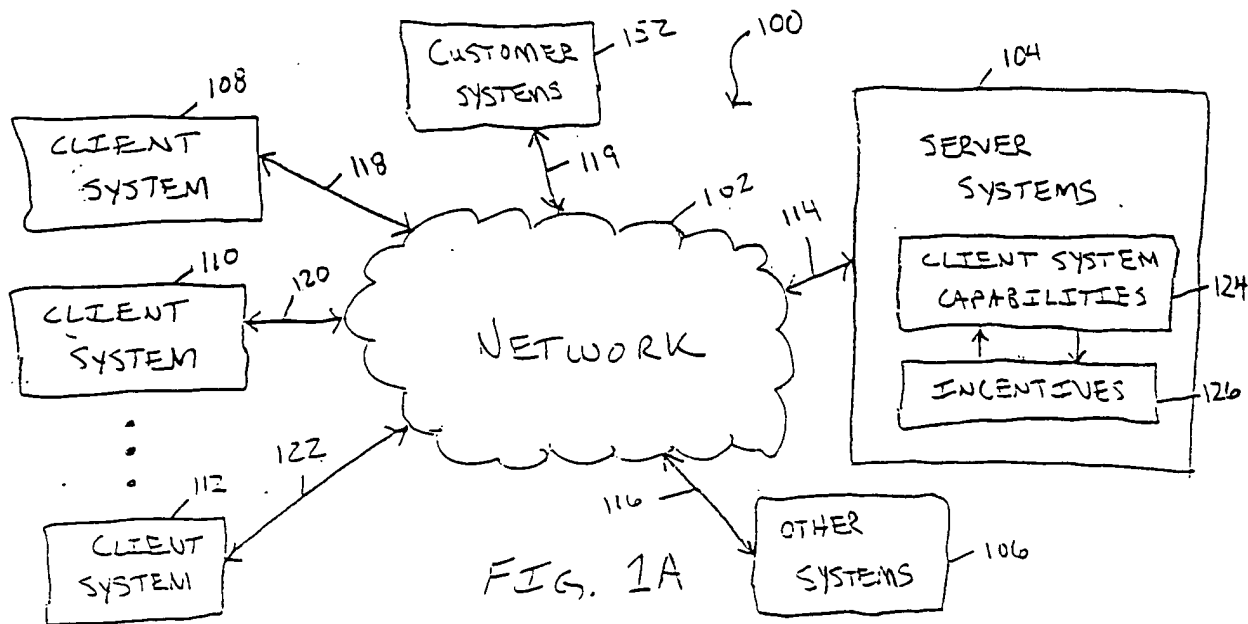 CUSTOMER
SYSTEMS
152
100
104
108
CLIENT
SYSTEM
118
119
102
114
SERVER
SYSTEMS
110
CLIENT
SYSTEM
120
NETWORK
CLIENT SYSTEM
CAPABILITIES
124
INCENTIVES
126
122
112
CLIENT
SYSTEM
116
OTHER
SYSTEMS
106
FIG. 1A